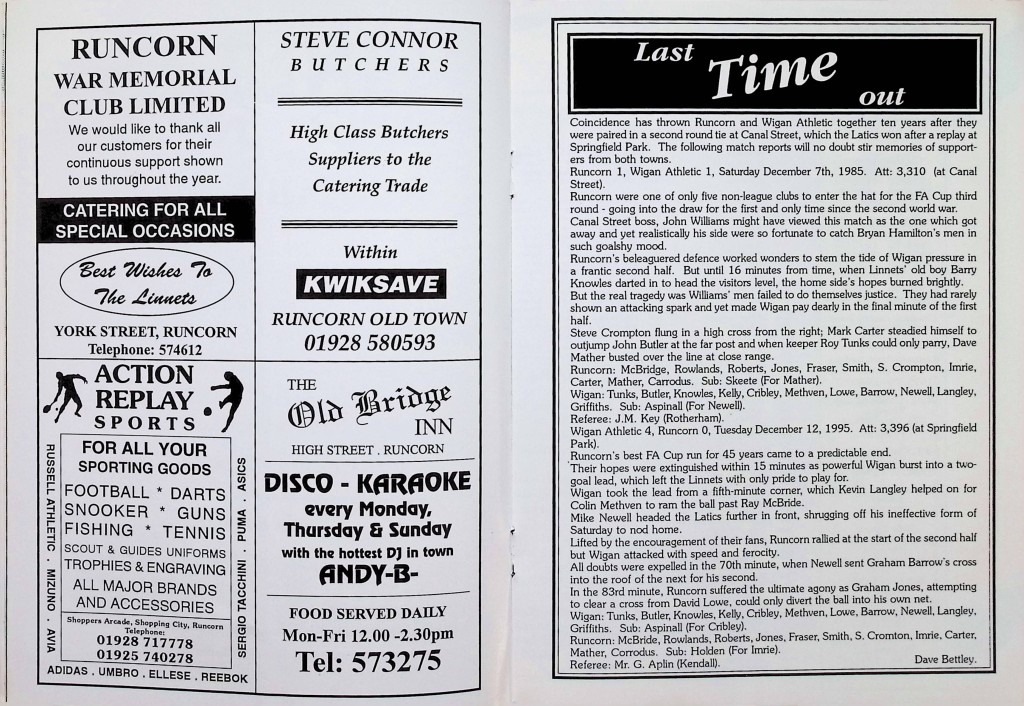 RUNCORN
WAR MEMORIAL
CLUB LIMITED
We would like to thank all
our customers for their
continuous support shown
to us throughout the year.
CATERING FOR ALL
SPECIAL OCCASIONS
Best Wishes To
The Linnets
YORK STREET, RUNCORN
Telephone: 574612
STEVE CONNOR
BUTCHERS
High Class Butchers
Suppliers to the
Catering Trade
Within
KWIKSAVE
RUNCORN OLD TOWN
01928 580593
ACTION
REPLAY
SPORTS
RUSSELL ATHLETIC . MIZUNO . AVIA
FOR ALL YOUR
SPORTING GOODS
FOOTBALL * DARTS
SNOOKER * GUNS
FISHING * TENNIS
SCOUT & GUIDES UNIFORMS
TROPHIES & ENGRAVING
ALL MAJOR BRANDS
AND ACCESSORIES
Shoppers Arcade, Shopping City, Runcorn
Telephone:
01928 717778
01925 740278
SERGIO TACCHINI . PUMA . ASICS
ADIDAS . UMBRO . ELLESE . REEBOK
THE
Old Bridge
INN
HIGH STREET . RUNCORN
DISCO - KARAOKE
every Monday,
Thursday & Sunday
with the hottest DJ in town
ANDY-B-
FOOD SERVED DAILY
Mon-Fri 12.00 -2.30pm
Tel: 573275
Last
Time
out
Coincidence has thrown Runcorn and Wigan Athletic together ten years after they
were paired in a second round tie at Canal Street, which the Latics won after a replay at
Springfield Park. The following match reports will no doubt stir memories of support-
ers from both towns.
Runcorn 1, Wigan Athletic 1, Saturday December 7th, 1985. Att: 3,310 (at Canal
Street).
Runcorn were one of only five non-league clubs to enter the hat for the FA Cup third
round - going into the draw for the first and only time since the second world war.
Canal Street boss, John Williams might have viewed this match as the one which got
away and yet realistically his side were so fortunate to catch Bryan Hamilton's men in
such goalshy mood.
Runcorn's beleaguered defence worked wonders to stem the tide of Wigan pressure in
a frantic second half. But until 16 minutes from time, when Linnets' old boy Barry
Knowles darted in to head the visitors level, the home side's hopes burned brightly.
But the real tragedy was Williams' men failed to do themselves justice. They had rarely
shown an attacking spark and yet made Wigan pay dearly in the final minute of the first
half.
Steve Crompton flung in a high cross from the right; Mark Carter steadied himself to
outjump John Butler at the far post and when keeper Roy Tunks could only parry, Dave
Mather busted over the line at close range.
Runcorn: McBridge, Rowlands, Roberts, Jones, Fraser, Smith, S. Crompton, Imrie,
Carter, Mather, Carrodus. Sub: Skeete (For Mather).
Wigan: Tunks, Butler, Knowles, Kelly, Cribley, Methven, Lowe, Barrow, Newell, Langley,
Griffiths. Sub: Aspinall (For Newell).
Referee: J.M. Key (Rotherham).
Wigan Athletic 4, Runcorn 0, Tuesday December 12, 1995. Att: 3,396 (at Springfield
Park).
Runcorn's best FA Cup run for 45 years came to a predictable end.
Their hopes were extinguished within 15 minutes as powerful Wigan burst into a two-
goal lead, which left the Linnets with only pride to play for.
Wigan took the lead from a fifth-minute corner, which Kevin Langley helped on for
Colin Methven to ram the ball past Ray McBride.
Mike Newell headed the Latics further in front, shrugging off his ineffective form of
Saturday to nod home.
Lifted by the encouragement of their fans, Runcorn rallied at the start of the second half
but Wigan attacked with speed and ferocity.
All doubts were expelled in the 70th minute, when Newell sent Graham Barrow's cross
into the roof of the next for his second.
In the 83rd minute, Runcorn suffered the ultimate agony as Graham Jones, attempting
to clear a cross from David Lowe, could only divert the ball into his own net.
Wigan: Tunks, Butler, Knowles, Kelly, Cribley, Methven, Lowe, Barrow, Newell, Langley,
Griffiths. Sub: Aspinall (For Cribley).
Runcorn: McBride, Rowlands, Roberts, Jones, Fraser, Smith, S. Cromton, Imrie, Carter,
Mather, Corrodus. Sub: Holden (For Imrie).
Referee: Mr. G. Aplin (Kendall).
Dave Bettley.